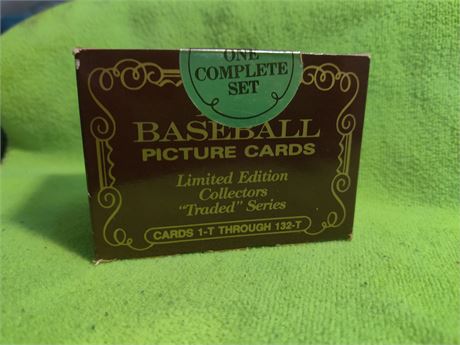 ONE
COMPLETE
SET
BASEBALL
PICTURE CARDS
Limited Edition
Collectors
"Traded" Series
CARDS 1-T THROUGH 132-T